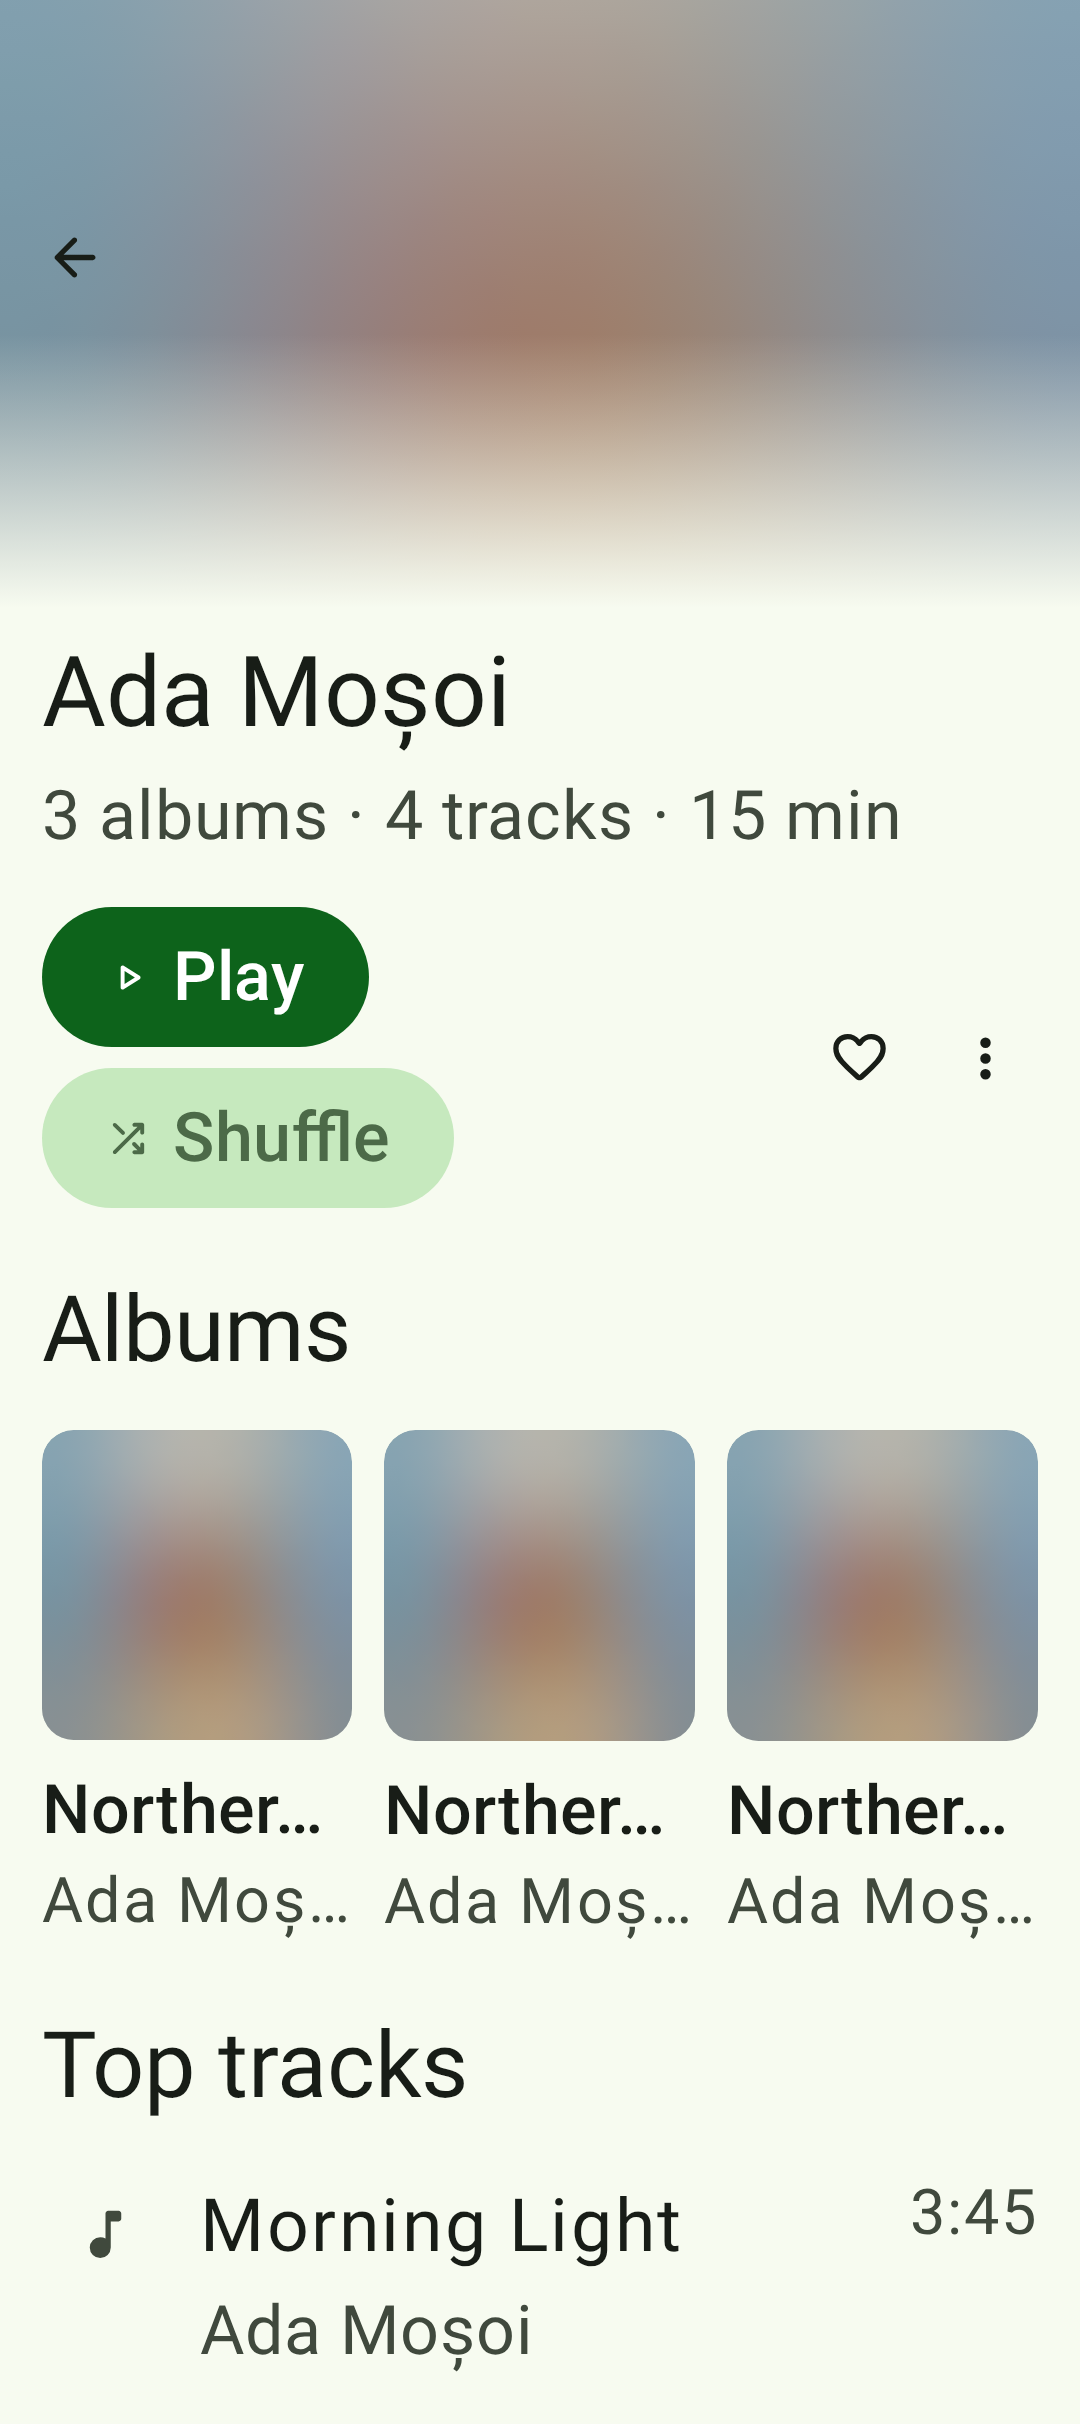 Ada Moșoi
3 albums · 4 tracks · 15 min
Play
Shuffle
Albums
Norther… Norther… Norther…
Ada Moș… Ada Moș… Ada Moș…
Top tracks
Morning Light 3:45
Ada Moșoi